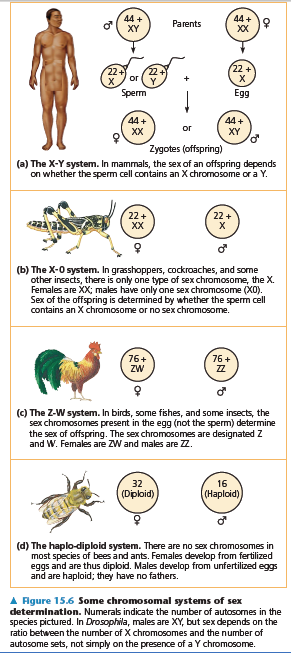 ♂ 44 + XY Parents 44 + XX ♀
22 + X or 22 + Y + 22 + X
Sperm Egg
♀ 44 + XX or 44 + XY ♂
Zygotes (offspring)
(a) The X-Y system. In mammals, the sex of an offspring depends
on whether the sperm cell contains an X chromosome or a Y.
22 + XX 22 + X
♀ ♂
(b) The X-0 system. In grasshoppers, cockroaches, and some
other insects, there is only one type of sex chromosome, the X.
Females are XX; males have only one sex chromosome (X0).
Sex of the offspring is determined by whether the sperm cell
contains an X chromosome or no sex chromosome.
76 + ZW 76 + ZZ
♀ ♂
(c) The Z-W system. In birds, some fishes, and some insects, the
sex chromosomes present in the egg (not the sperm) determine
the sex of offspring. The sex chromosomes are designated Z
and W. Females are ZW and males are ZZ.
32 (Diploid) 16 (Haploid)
♀ ♂
(d) The haplo-diploid system. There are no sex chromosomes in
most species of bees and ants. Females develop from fertilized
eggs and are thus diploid. Males develop from unfertilized eggs
and are haploid; they have no fathers.
▲ Figure 15.6 Some chromosomal systems of sex
determination. Numerals indicate the number of autosomes in the
species pictured. In Drosophila, males are XY, but sex depends on the
ratio between the number of X chromosomes and the number of
autosome sets, not simply on the presence of a Y chromosome.